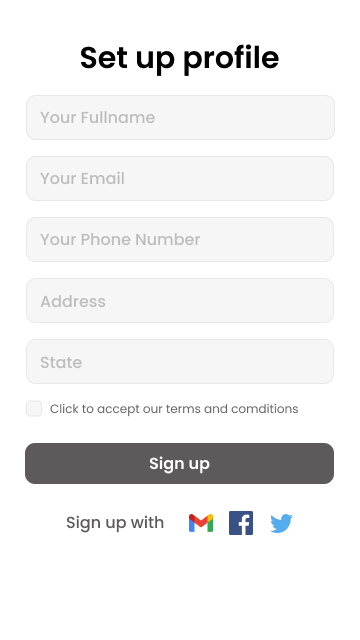 Set up profile
Your Fullname
Your Email
Your Phone Number
Address
State
Click to accept our terms and comditions
Sign up
Sign up with